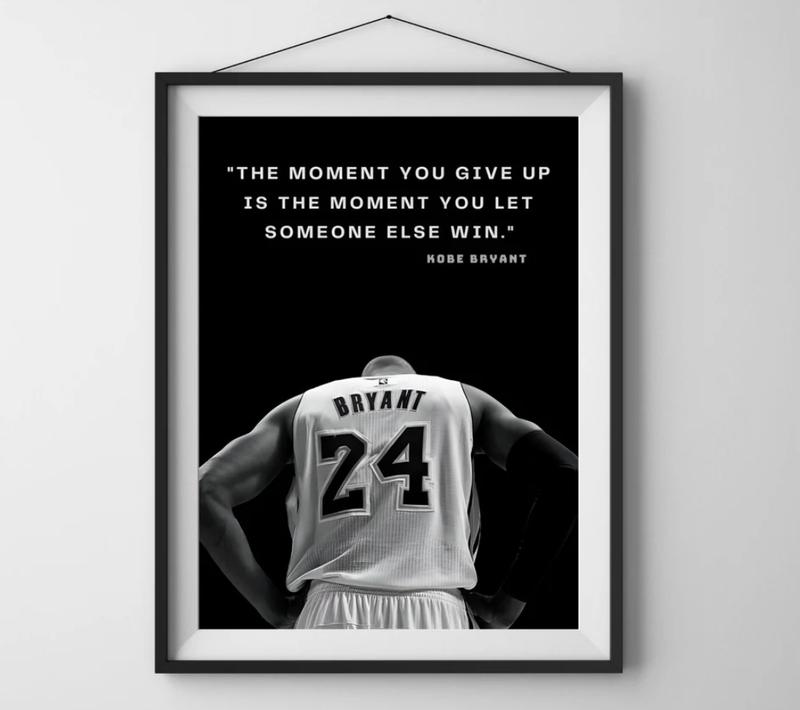 "THE MOMENT YOU GIVE UP
IS THE MOMENT YOU LET
SOMEONE ELSE WIN."
KOBE BRYANT
BRYANT
24